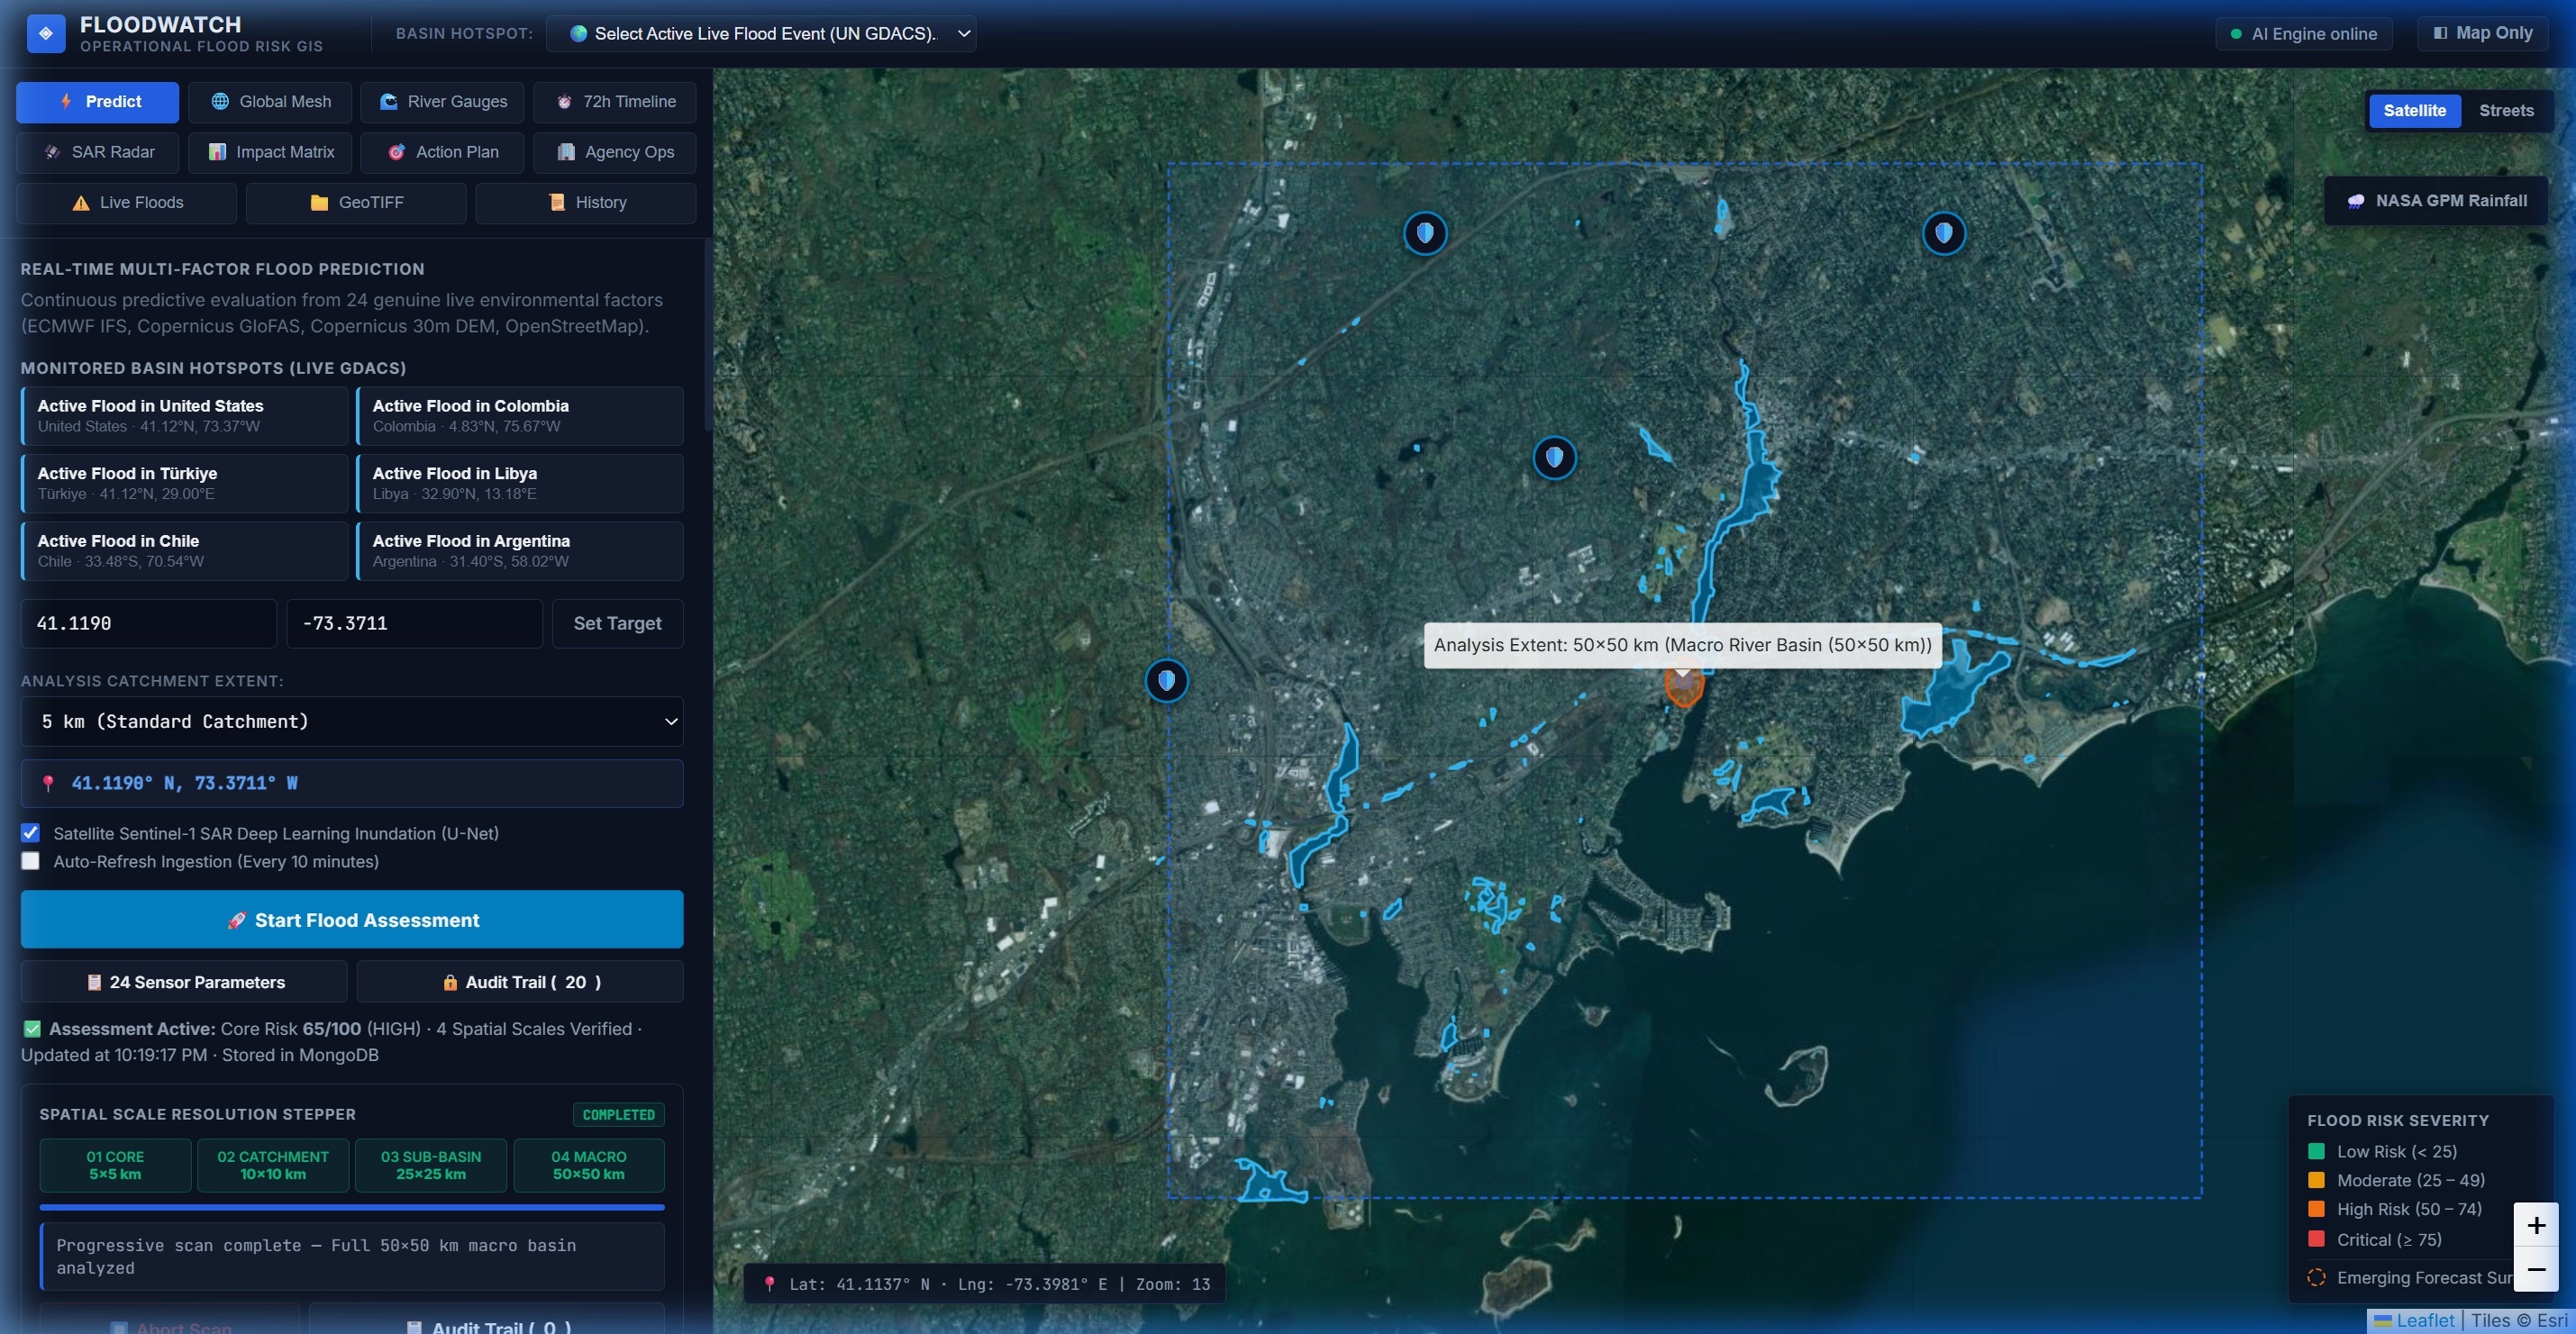 FLOODWATCH
OPERATIONAL FLOOD RISK GIS
BASIN HOTSPOT:
Select Active Live Flood Event (UN GDACS).
AI Engine online
Map Only
Predict
Global Mesh
River Gauges
72h Timeline
SAR Radar
Impact Matrix
Action Plan
Agency Ops
Live Floods
GeoTIFF
History
REAL-TIME MULTI-FACTOR FLOOD PREDICTION
Continuous predictive evaluation from 24 genuine live environmental factors
(ECMWF IFS, Copernicus GloFAS, Copernicus 30m DEM, OpenStreetMap).
MONITORED BASIN HOTSPOTS (LIVE GDACS)
Active Flood in United States
United States · 41.12°N, 73.37°W
Active Flood in Colombia
Colombia · 4.83°N, 75.67°W
Active Flood in Türkiye
Türkiye · 41.12°N, 29.00°E
Active Flood in Libya
Libya · 32.90°N, 13.18°E
Active Flood in Chile
Chile · 33.48°S, 70.54°W
Active Flood in Argentina
Argentina · 31.40°S, 58.02°W
41.1190
-73.3711
Set Target
ANALYSIS CATCHMENT EXTENT:
5 km (Standard Catchment)
41.1190° N, 73.3711° W
Satellite Sentinel-1 SAR Deep Learning Inundation (U-Net)
Auto-Refresh Ingestion (Every 10 minutes)
Start Flood Assessment
24 Sensor Parameters
Audit Trail ( 20 )
Assessment Active: Core Risk 65/100 (HIGH) · 4 Spatial Scales Verified ·
Updated at 10:19:17 PM · Stored in MongoDB
SPATIAL SCALE RESOLUTION STEPPER
COMPLETED
01 CORE
5×5 km
02 CATCHMENT
10×10 km
03 SUB-BASIN
25×25 km
04 MACRO
50×50 km
Progressive scan complete — Full 50×50 km macro basin
analyzed
Abort Scan
Audit Trail ( 0 )
Satellite
Streets
NASA GPM Rainfall
Analysis Extent: 50×50 km (Macro River Basin (50×50 km))
Lat: 41.1137° N · Lng: -73.3981° E | Zoom: 13
FLOOD RISK SEVERITY
Low Risk (< 25)
Moderate (25 – 49)
High Risk (50 – 74)
Critical (≥ 75)
Emerging Forecast Sur
+
−
Leaflet | Tiles © Esri